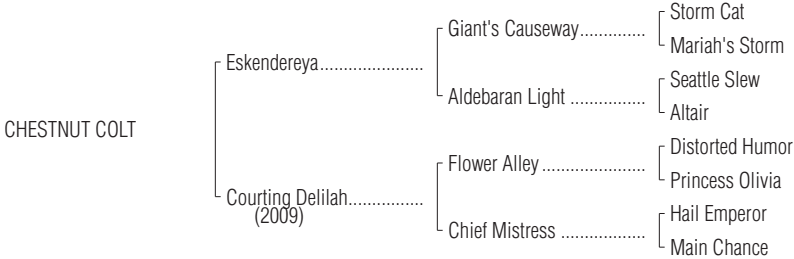 Storm Cat
Giant's Causeway..............
Mariah's Storm
Eskendereya......................
Seattle Slew
Aldebaran Light ................
Altair
CHESTNUT COLT
Distorted Humor
Flower Alley......................
Princess Olivia
Courting Delilah................
(2009)
Hail Emperor
Chief Mistress ..................
Main Chance